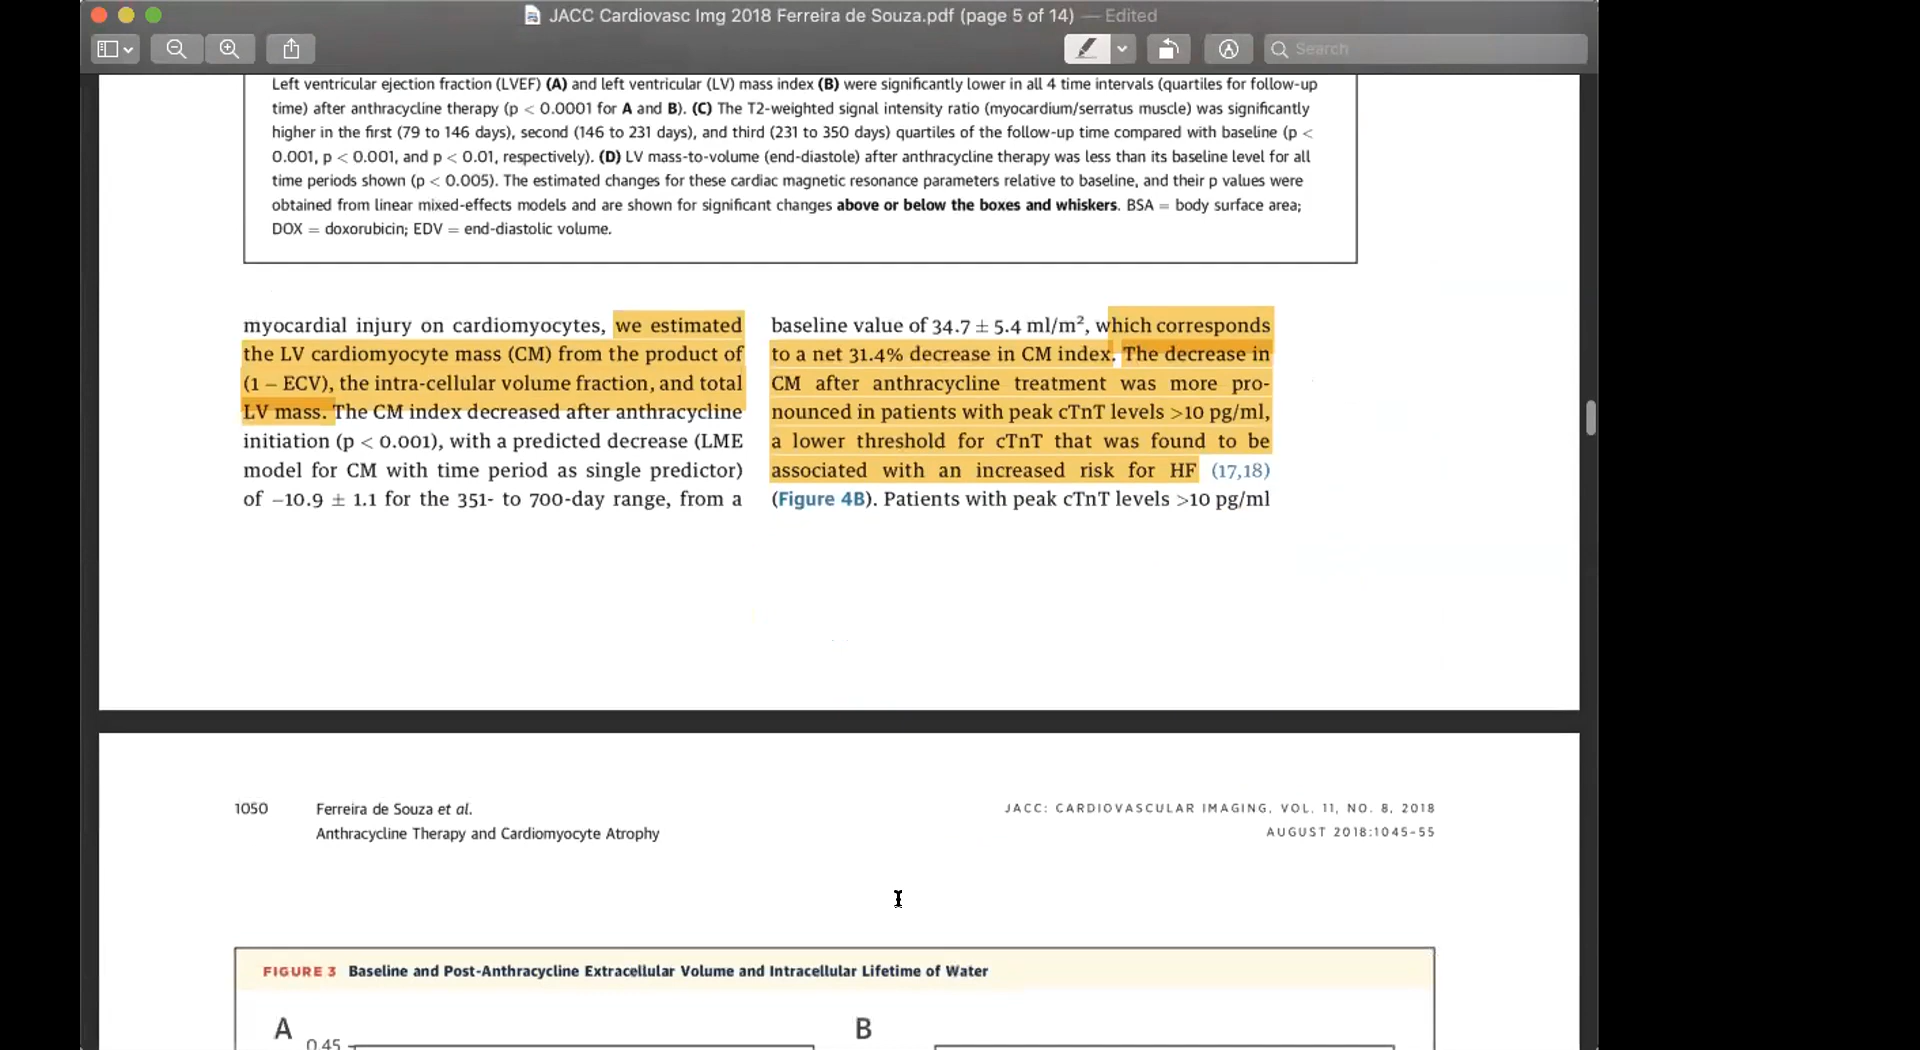 JACC Cardiovasc Img 2018 Ferreira de Souza.pdf (page 5 of 14) — Edited
Search
Left ventricular ejection fraction (LVEF) (A) and left ventricular (LV) mass index (B) were significantly lower in all 4 time intervals (quartiles for follow-up
time) after anthracycline therapy (p < 0.0001 for A and B). (C) The T2-weighted signal intensity ratio (myocardium/serratus muscle) was significantly
higher in the first (79 to 146 days), second (146 to 231 days), and third (231 to 350 days) quartiles of the follow-up time compared with baseline (p <
0.001, p < 0.001, and p < 0.01, respectively). (D) LV mass-to-volume (end-diastole) after anthracycline therapy was less than its baseline level for all
time periods shown (p < 0.005). The estimated changes for these cardiac magnetic resonance parameters relative to baseline, and their p values were
obtained from linear mixed-effects models and are shown for significant changes above or below the boxes and whiskers. BSA = body surface area;
DOX = doxorubicin; EDV = end-diastolic volume.
myocardial injury on cardiomyocytes, we estimated
the LV cardiomyocyte mass (CM) from the product of
(1 − ECV), the intra-cellular volume fraction, and total
LV mass. The CM index decreased after anthracycline
initiation (p < 0.001), with a predicted decrease (LME
model for CM with time period as single predictor)
of −10.9 ± 1.1 for the 351- to 700-day range, from a
baseline value of 34.7 ± 5.4 ml/m², which corresponds
to a net 31.4% decrease in CM index. The decrease in
CM after anthracycline treatment was more pro-
nounced in patients with peak cTnT levels >10 pg/ml,
a lower threshold for cTnT that was found to be
associated with an increased risk for HF (17,18)
(Figure 4B). Patients with peak cTnT levels >10 pg/ml
1050
Ferreira de Souza et al.
Anthracycline Therapy and Cardiomyocyte Atrophy
JACC: CARDIOVASCULAR IMAGING, VOL. 11, NO. 8, 2018
AUGUST 2018:1045–55
FIGURE 3 Baseline and Post-Anthracycline Extracellular Volume and Intracellular Lifetime of Water
A
0.45
B